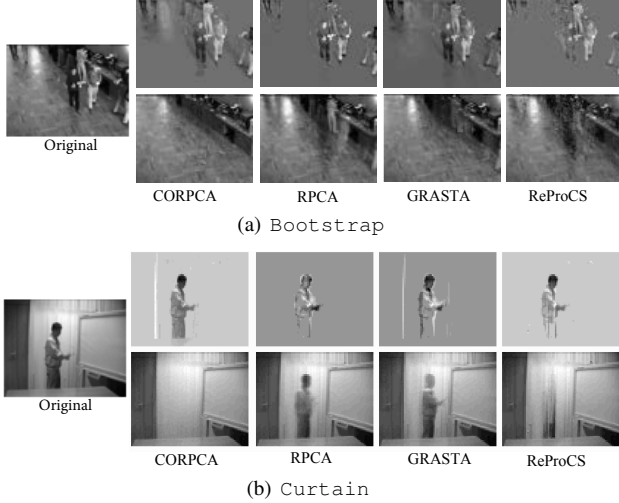 Original
CORPCA RPCA GRASTA ReProCS
(a) Bootstrap
Original
CORPCA RPCA GRASTA ReProCS
(b) Curtain